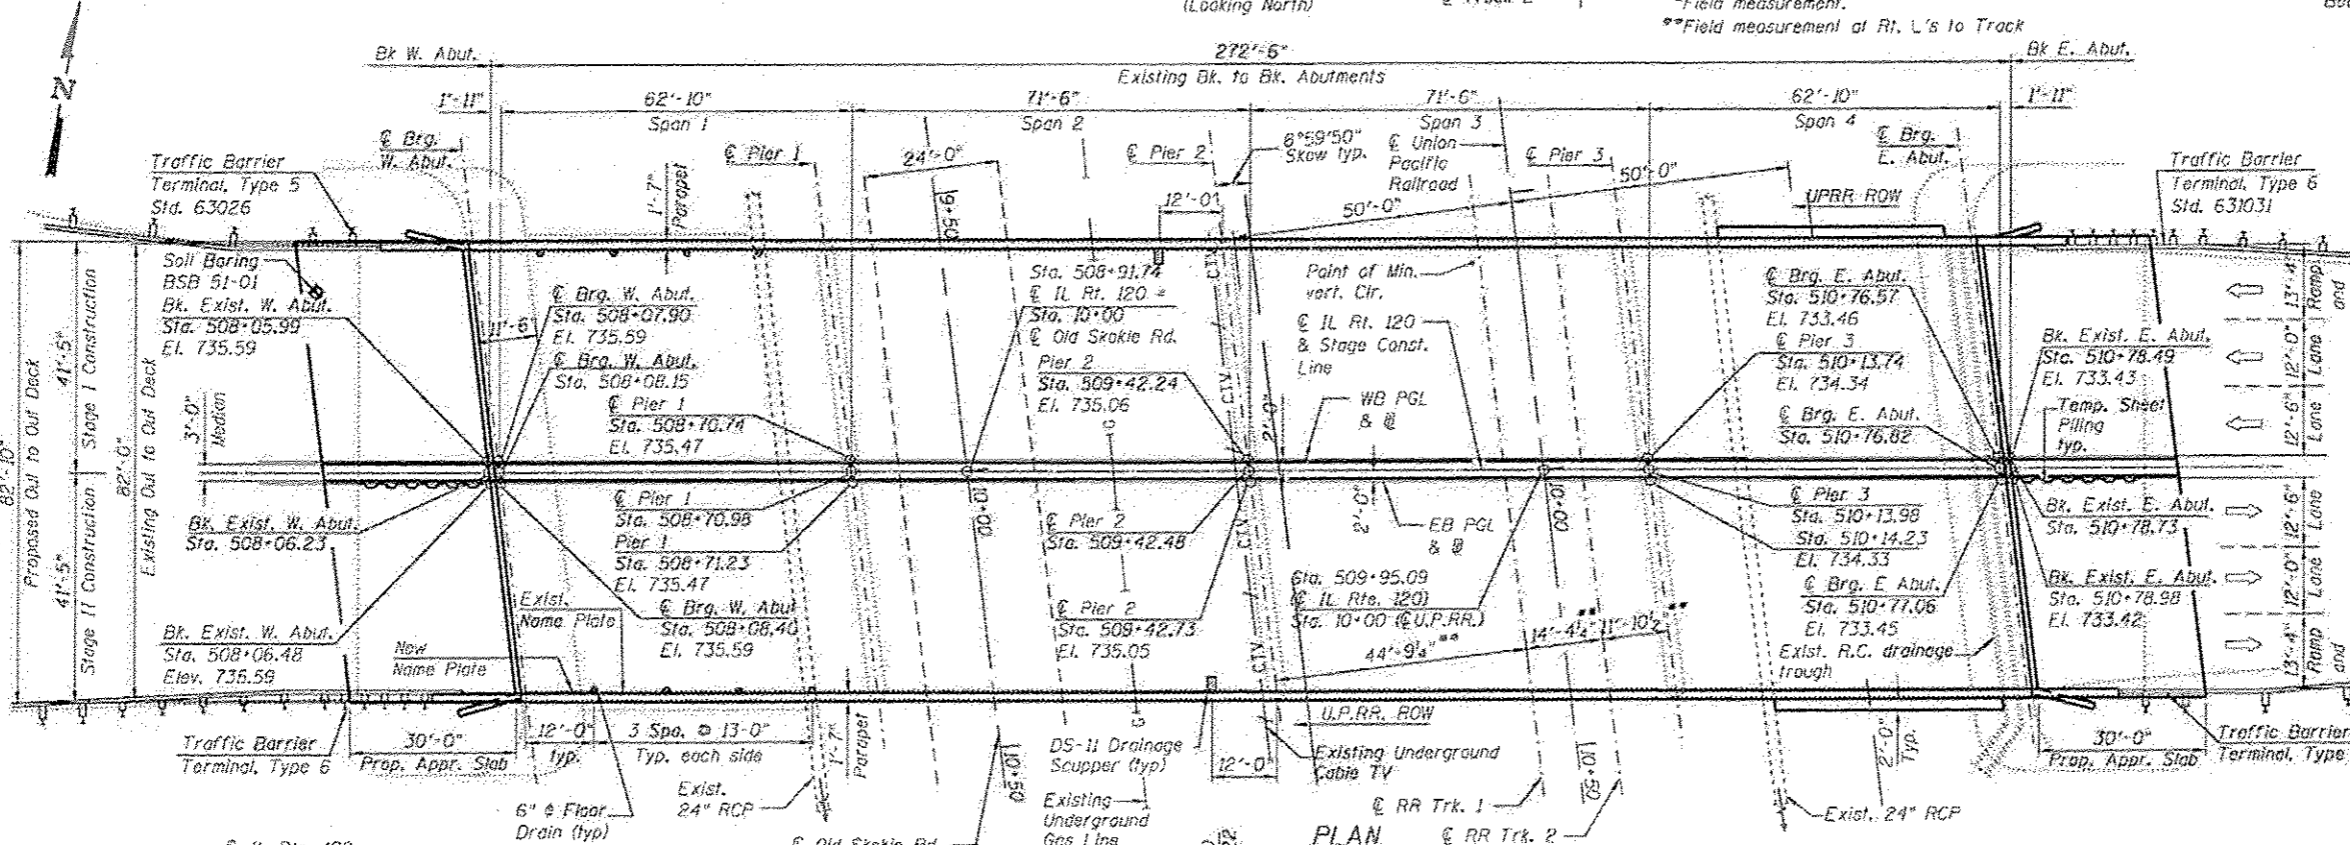 (Looking North)
*Field measurement.
**Field measurement at Rt. L's to Track
N
Bk W. Abut.
272'-6"
Bk E. Abut.
Existing Bk. to Bk. Abutments
1'-11"
62'-10"
Span 1
71'-6"
Span 2
71'-6"
Span 3
62'-10"
Span 4
1'-11"
℄ Brg.
W. Abut.
1'-7"
Parapet
℄ Pier 1
24'-0"
9+50
℄ Pier 2
12'-0"
6°59'50"
Skew typ.
℄ Union
Pacific
Railroad
℄ Pier 3
50'-0"
50'-0"
℄ Brg.
E. Abut.
UPRR ROW
Traffic Barrier
Terminal, Type 5
Std. 63026
Traffic Barrier
Terminal, Type 6
Std. 631031
Soil Boring
BSB 51-01
Bk. Exist. W. Abut.
Sta. 508+05.99
El. 735.59
11'-6"
℄ Brg. W. Abut.
Sta. 508+07.90
El. 735.59
℄ Brg. W. Abut.
Sta. 508+08.15
℄ Pier 1
Sta. 508+70.74
El. 735.47
Sta. 508+91.74
℄ IL Rt. 120 =
Sta. 10+00
℄ Old Skokie Rd.
Pier 2
Sta. 509+42.24
El. 735.06
CTV
CTV
Point of Min.
vert. Clr.
℄ IL Rt. 120
& Stage Const.
Line
WB PGL
&
2'-0"
℄ Brg. E. Abut.
Sta. 510+76.57
El. 733.46
℄ Pier 3
Sta. 510+13.74
El. 734.34
℄ Brg. E. Abut.
Sta. 510+76.82
Bk. Exist. E. Abut.
Sta. 510+78.49
El. 733.43
Temp. Sheet
Piling
typ.
13'-4"
Ramp
and
12'-0"
Lane
12'-6"
Lane
82'-10"
Proposed Out to Out Deck
41'-5"
Stage I Construction
41'-5"
Stage II Construction
82'-0"
Existing Out to Out Deck
3'-0"
Median
Bk. Exist. W. Abut.
Sta. 508+06.23
℄ Pier 1
Sta. 508+70.98
Pier 1
Sta. 508+71.23
El. 735.47
10+00
℄ Pier 2
Sta. 509+42.48
CTV
2'-0"
EB PGL
&
10+00
℄ Pier 3
Sta. 510+13.98
Sta. 510+14.23
El. 734.33
Bk. Exist. E. Abut.
Sta. 510+78.73
12'-6"
Lane
12'-0"
Lane
13'-4"
Ramp
and
Bk. Exist. W. Abut.
Sta. 508+06.48
Elev. 735.59
New
Name Plate
Exist.
Name Plate
℄ Brg. W. Abut
Sta. 508+08.40
El. 735.59
℄ Pier 2
Sta. 509+42.73
El. 735.05
CTV
Sta. 509+95.09
(℄ IL Rte. 120)
Sta. 10+00 (℄ U.P.RR.)
44'-9¼"**
14'-4¼"**
11'-10½"**
℄ Brg. E Abut.
Sta. 510+77.06
El. 733.45
Exist. R.C. drainage
trough
Bk. Exist. E. Abut.
Sta. 510+78.98
El. 733.42
Traffic Barrier
Terminal, Type 6
30'-0"
Prop. Appr. Slab
12'-0"
typ.
3 Spa. @ 13'-0"
Typ. each side
1'-7"
Parapet
6" ϕ Floor
Drain (typ)
Exist.
24" RCP
10+50
DS-11 Drainage
Scupper (typ)
12'-0"
U.P.RR. ROW
Existing Underground
Cable TV
Existing
Underground
Gas Line
10+50
℄ RR Trk. 1
℄ RR Trk. 2
2'-0"
Typ.
Exist. 24" RCP
30'-0"
Prop. Appr. Slab
Traffic Barrier
Terminal, Type
℄ Old Skokie Rd.
PLAN